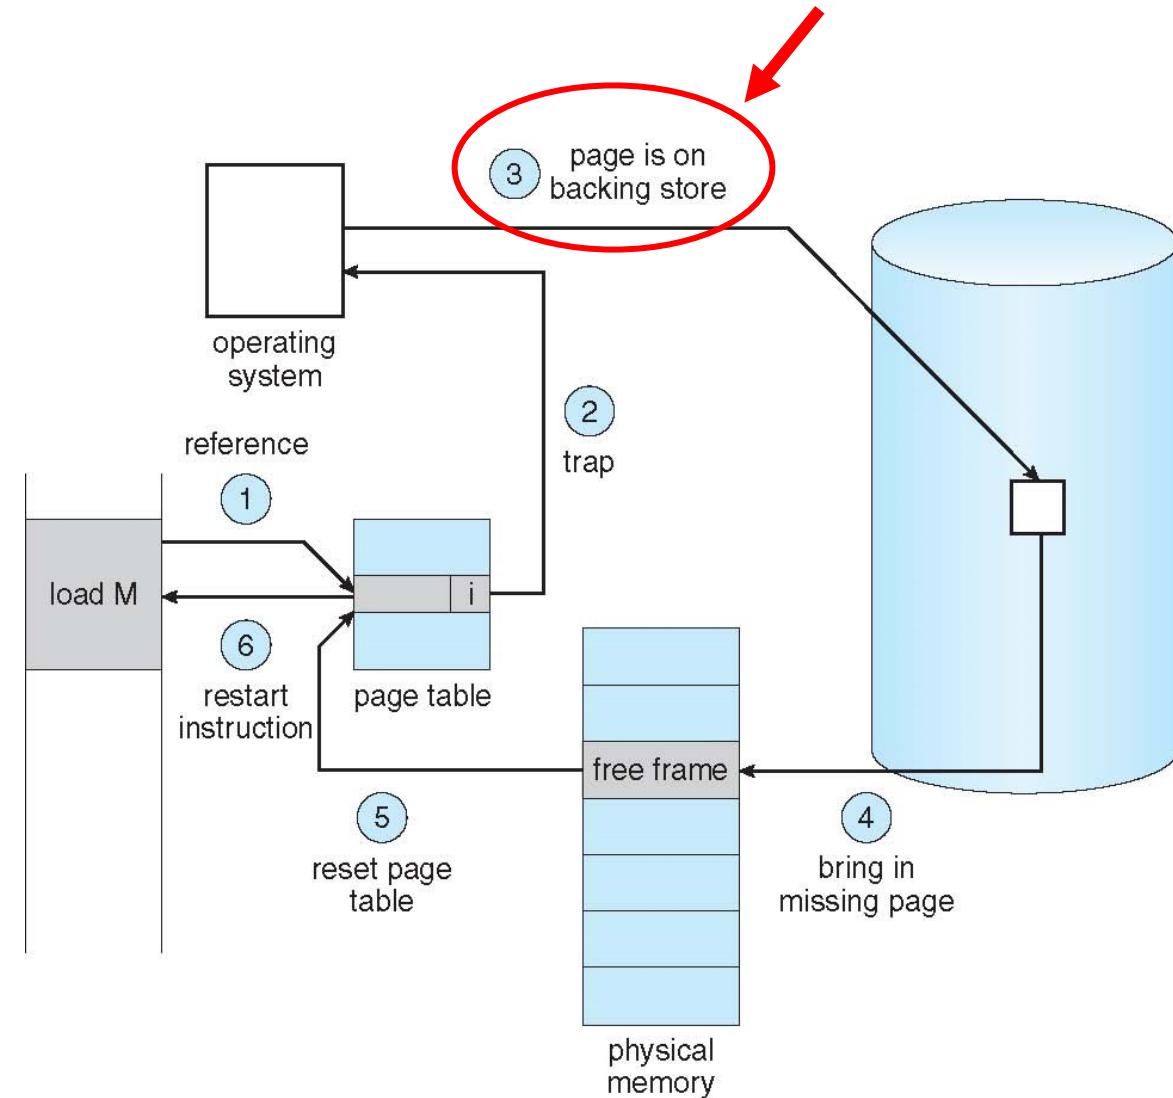 3
page is on
backing store
operating
system
2
trap
reference
1
load M
i
6
restart
instruction
page table
free frame
5
reset page
table
4
bring in
missing page
physical
memory